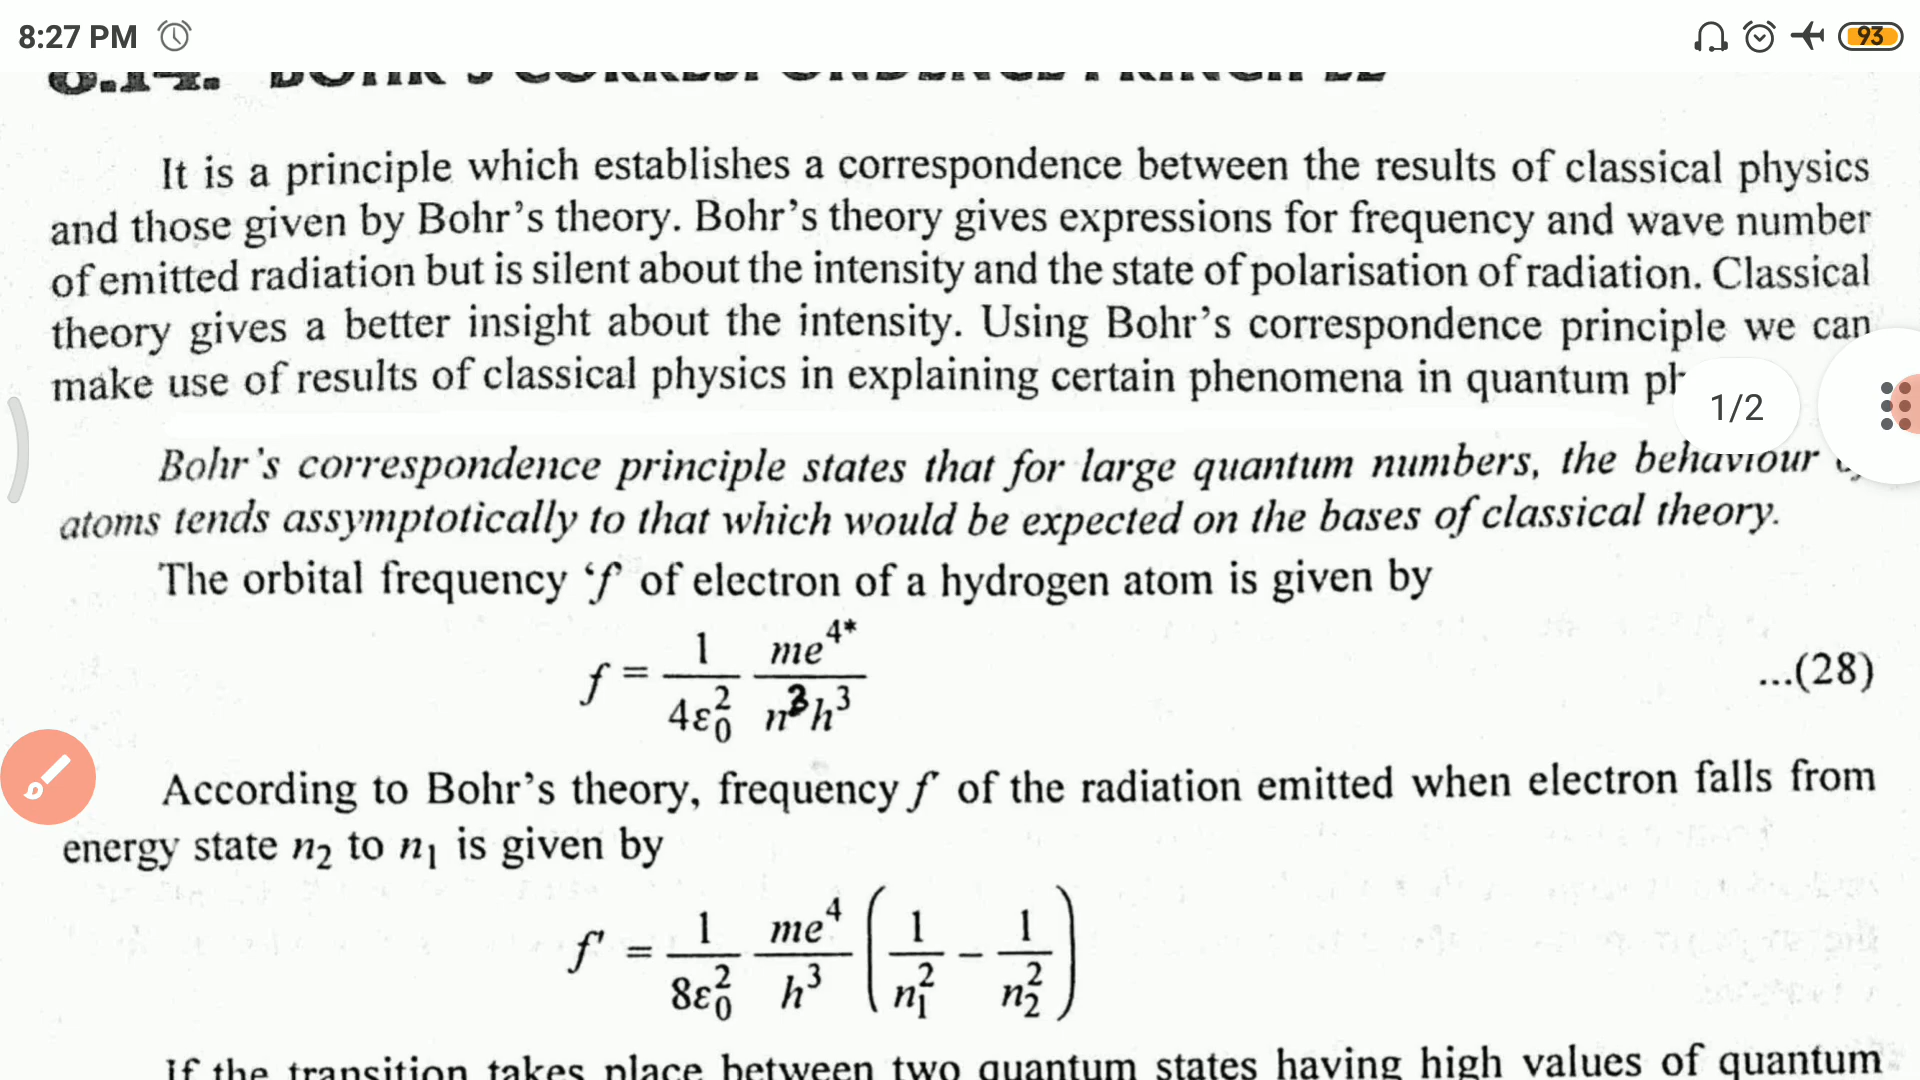 8:27 PM
93
8.14. BOHR'S CORRESPONDENCE PRINCIPLE
It is a principle which establishes a correspondence between the results of classical physics
and those given by Bohr's theory. Bohr's theory gives expressions for frequency and wave number
of emitted radiation but is silent about the intensity and the state of polarisation of radiation. Classical
theory gives a better insight about the intensity. Using Bohr's correspondence principle we can
make use of results of classical physics in explaining certain phenomena in quantum
1/2
Bohr's correspondence principle states that for large quantum numbers, the behaviour
atoms tends assymptotically to that which would be expected on the bases of classical theory.
The orbital frequency 'f' of electron of a hydrogen atom is given by
f = 1/4ε₀² me⁴*/n³h³ ...(28)
According to Bohr's theory, frequency f' of the radiation emitted when electron falls from
energy state n₂ to n₁ is given by
f' = 1/8ε₀² me⁴/h³ (1/n₁² − 1/n₂²)
If the transition takes place between two quantum states having high values of quantum